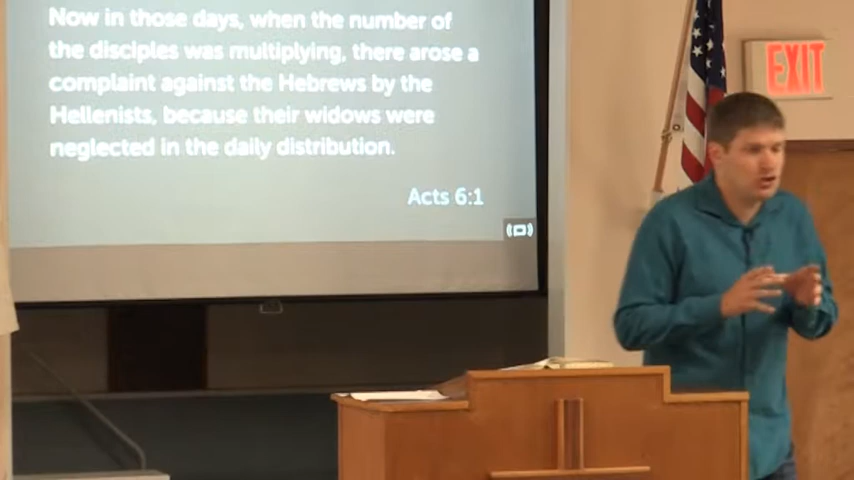 Now in those days, when the number of
the disciples was multiplying, there arose a
complaint against the Hebrews by the
Hellenists, because their widows were
neglected in the daily distribution.
Acts 6:1
EXIT